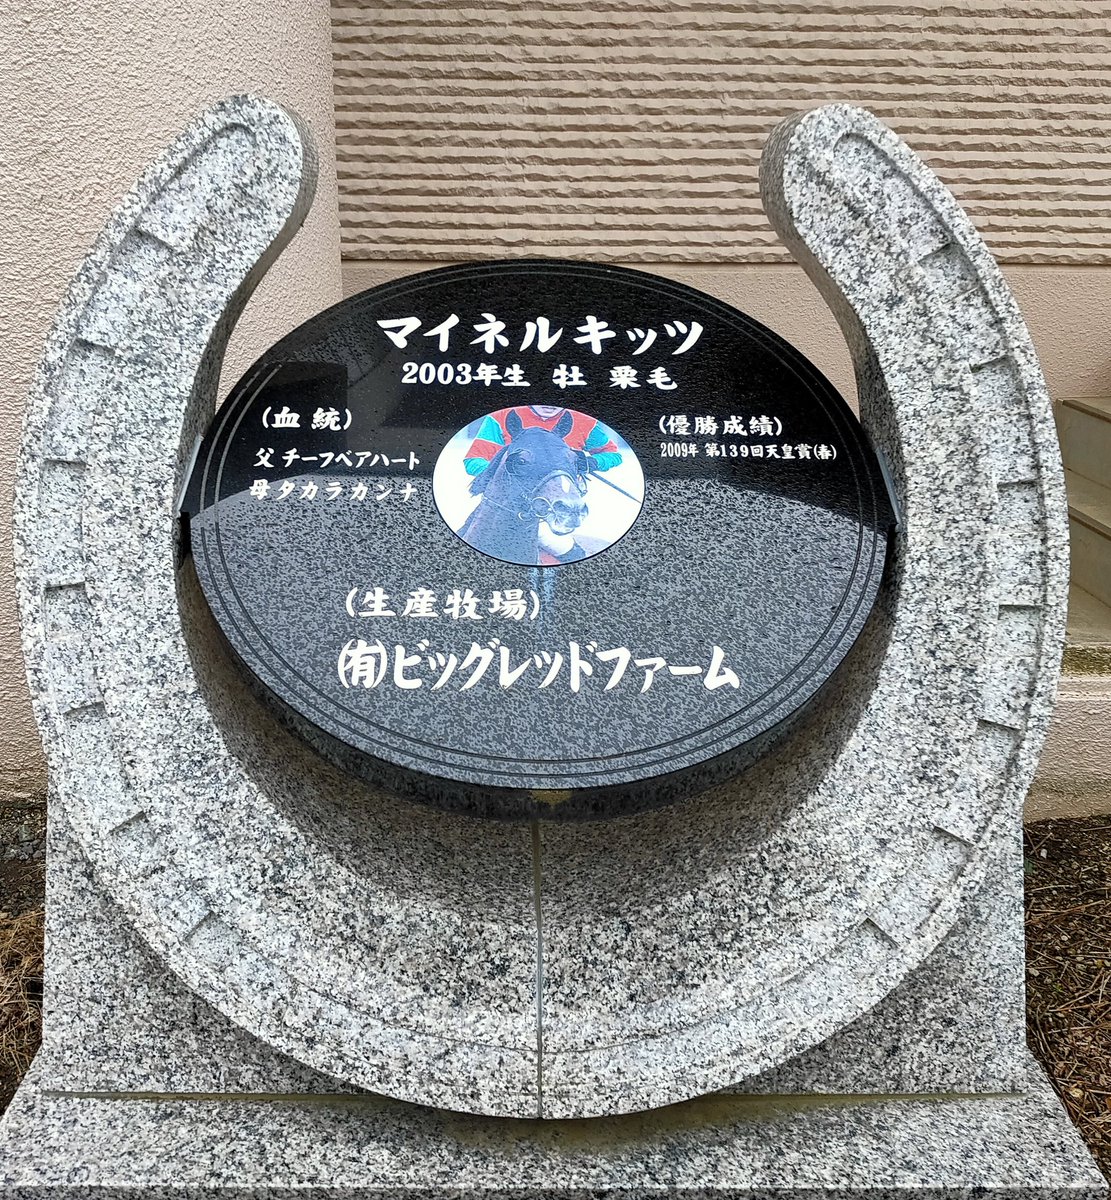 マイネルキッツ
2003年生 牡 栗毛
(血統)
父 チーフベアハート
母 タカラカンナ
(優勝成績)
2009年 第139回天皇賞(春)
(生産牧場)
㈲ビッグレッドファーム